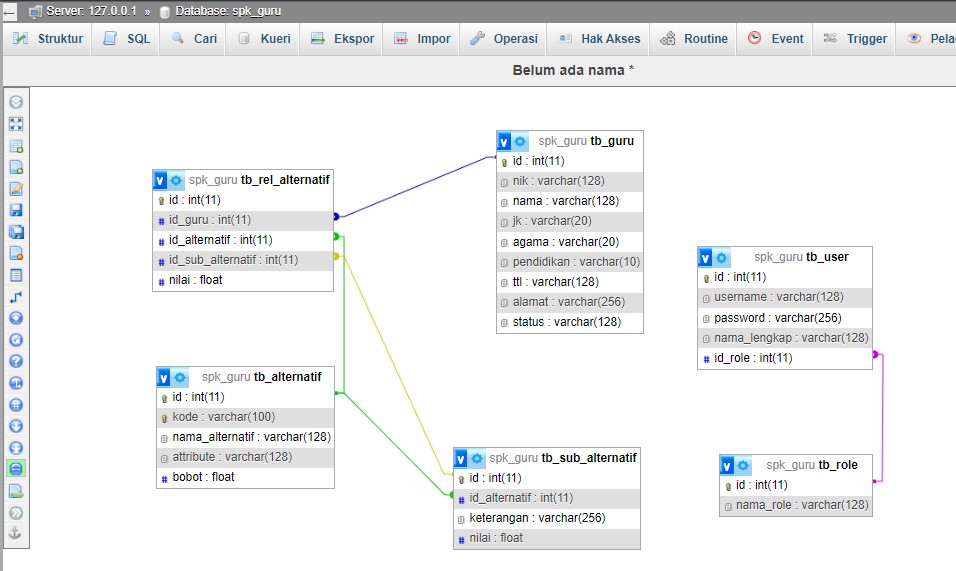 Server: 127.0.0.1 » Database: spk_guru
Struktur SQL Cari Kueri Ekspor Impor Operasi Hak Akses Routine Event Trigger
Belum ada nama *
v spk_guru tb_rel_alternatif
id : int(11)
# id_guru : int(11)
# id_alternatif : int(11)
# id_sub_alternatif : int(11)
# nilai : float
v spk_guru tb_guru
id : int(11)
nik : varchar(128)
nama : varchar(128)
jk : varchar(20)
agama : varchar(20)
pendidikan : varchar(10)
ttl : varchar(128)
alamat : varchar(256)
status : varchar(128)
v spk_guru tb_user
id : int(11)
username : varchar(128)
password : varchar(256)
nama_lengkap : varchar(128)
# id_role : int(11)
v spk_guru tb_alternatif
id : int(11)
kode : varchar(100)
nama_alternatif : varchar(128)
attribute : varchar(128)
# bobot : float
v spk_guru tb_sub_alternatif
id : int(11)
# id_alternatif : int(11)
keterangan : varchar(256)
# nilai : float
v spk_guru tb_role
id : int(11)
nama_role : varchar(128)